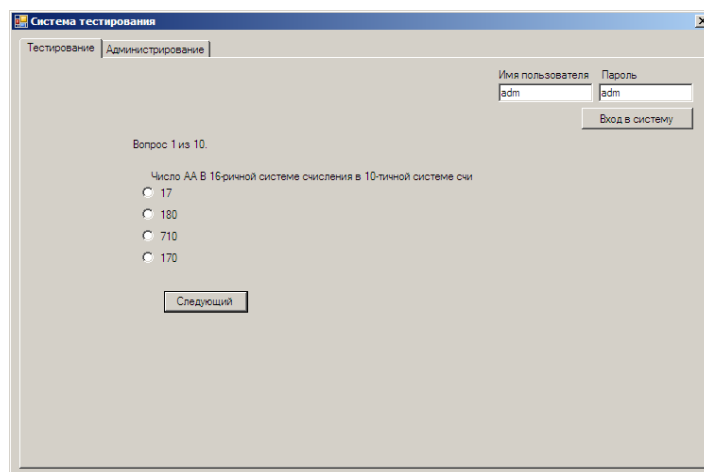 Система тестирования
Тестирование Администрирование
Имя пользователя Пароль
adm adm
Вход в систему
Вопрос 1 из 10.
Число АА В 16-ричной системе счисления в 10-тичной системе счи
17
180
710
170
Следующий